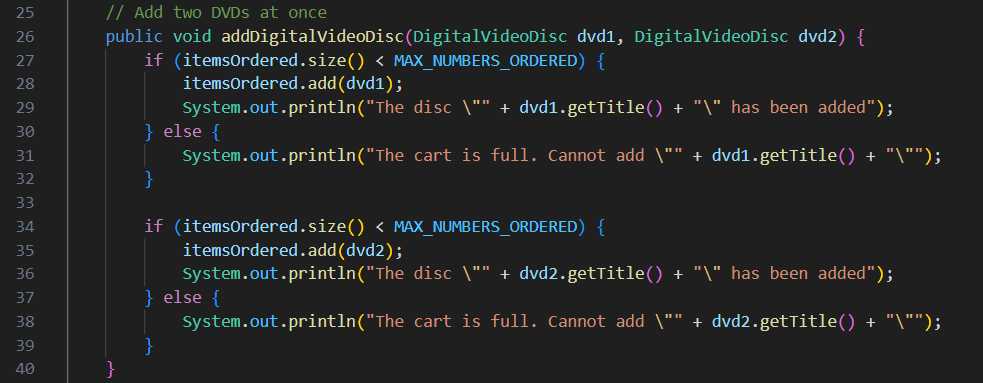 25 // Add two DVDs at once
26 public void addDigitalVideoDisc(DigitalVideoDisc dvd1, DigitalVideoDisc dvd2) {
27 if (itemsOrdered.size() < MAX_NUMBERS_ORDERED) {
28 itemsOrdered.add(dvd1);
29 System.out.println("The disc \"" + dvd1.getTitle() + "\" has been added");
30 } else {
31 System.out.println("The cart is full. Cannot add \"" + dvd1.getTitle() + "\"");
32 }
33
34 if (itemsOrdered.size() < MAX_NUMBERS_ORDERED) {
35 itemsOrdered.add(dvd2);
36 System.out.println("The disc \"" + dvd2.getTitle() + "\" has been added");
37 } else {
38 System.out.println("The cart is full. Cannot add \"" + dvd2.getTitle() + "\"");
39 }
40 }